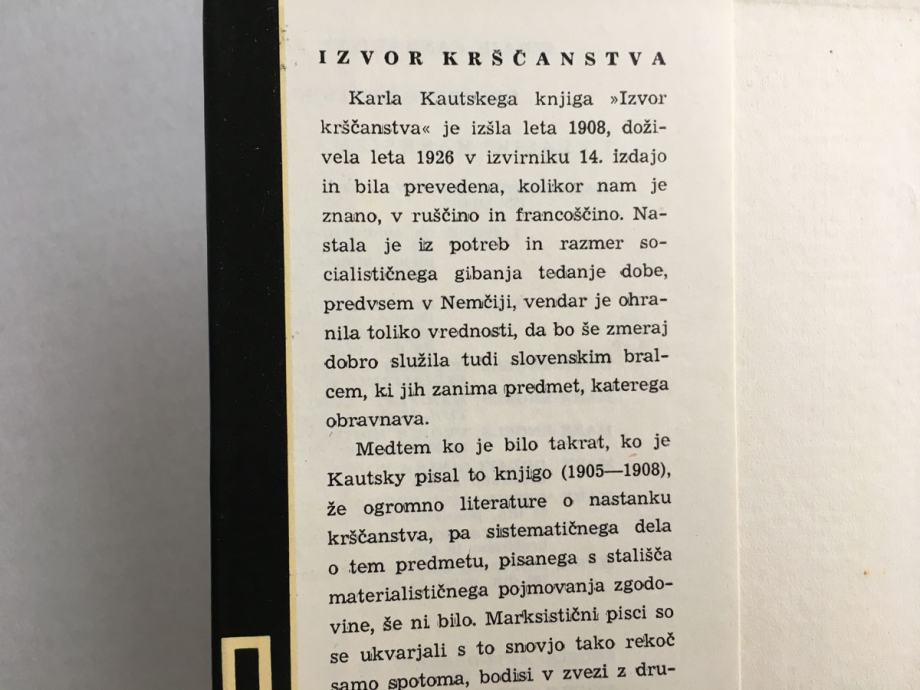 IZVOR KRŠČANSTVA
Karla Kautskega knjiga »Izvor
krščanstva« je izšla leta 1908, doži-
vela leta 1926 v izvirniku 14. izdajo
in bila prevedena, kolikor nam je
znano, v ruščino in francoščino. Na-
stala je iz potreb in razmer so-
cialističnega gibanja tedanje dobe,
predvsem v Nemčiji, vendar je ohra-
nila toliko vrednosti, da bo še zmeraj
dobro služila tudi slovenskim bral-
cem, ki jih zanima predmet, katerega
obravnava.
Medtem ko je bilo takrat, ko je
Kautsky pisal to knjigo (1905—1908),
že ogromno literature o nastanku
krščanstva, pa sistematičnega dela
o tem predmetu, pisanega s stališča
materialističnega pojmovanja zgodo-
vine, še ni bilo. Marksistični pisci so
se ukvarjali s to snovjo tako rekoč
samo spotoma, bodisi v zvezi z dru-